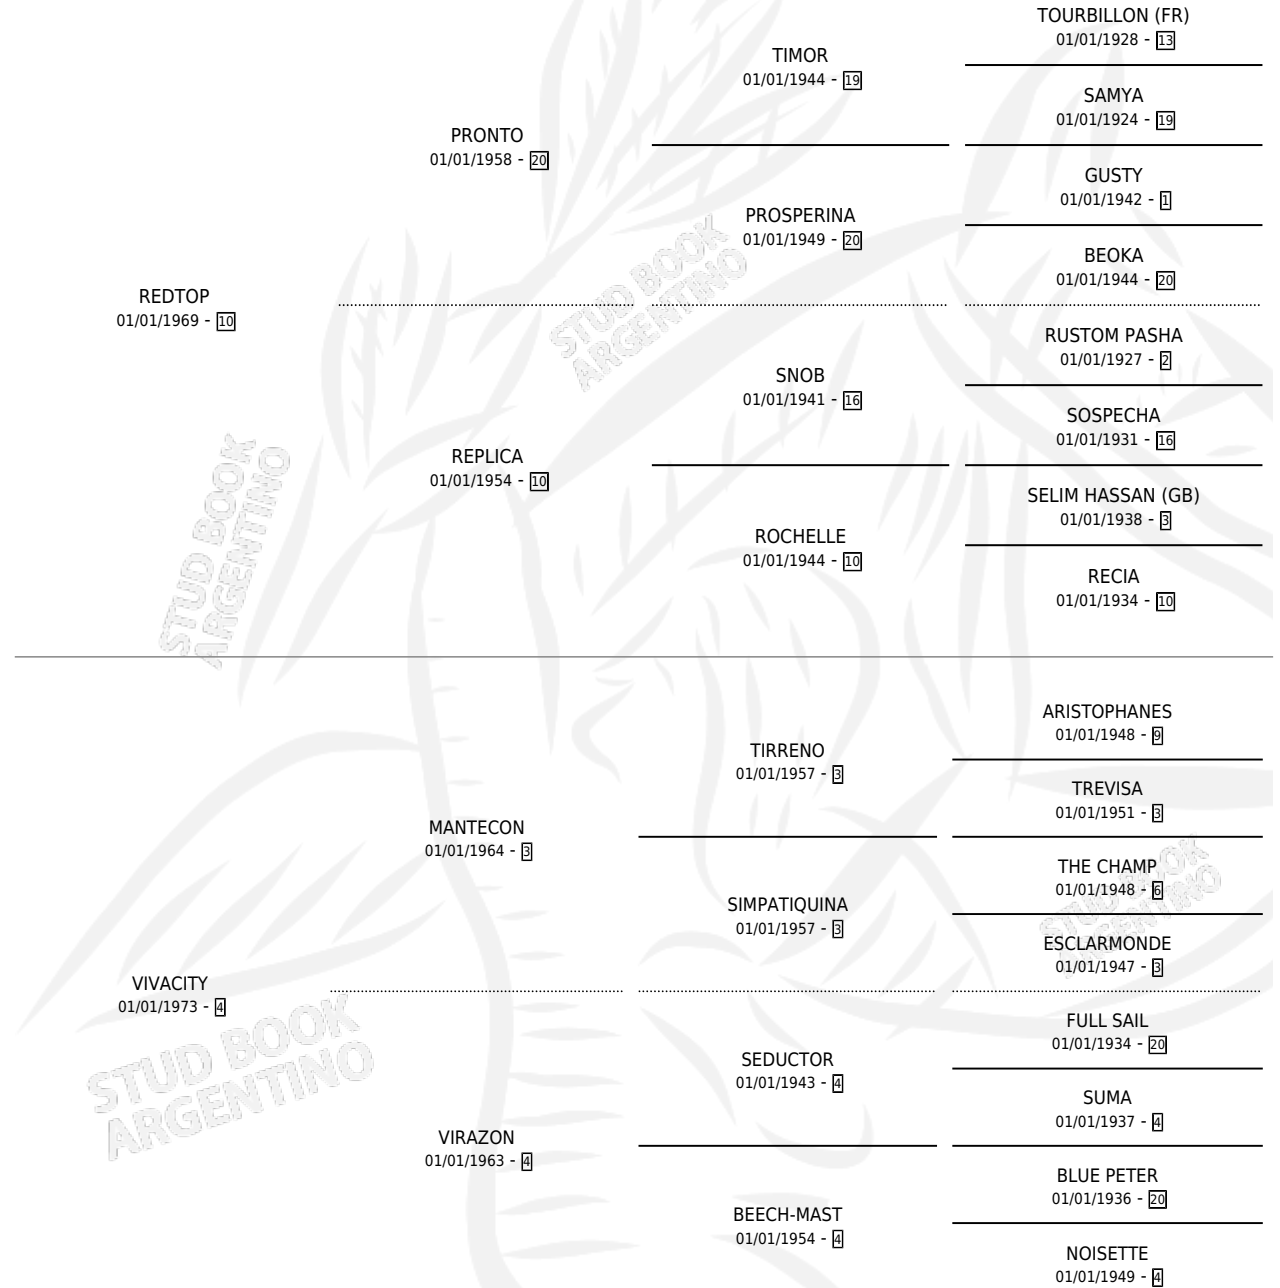 TOURBILLON (FR)
01/01/1928 - 13
TIMOR
01/01/1944 - 19
SAMYA
01/01/1924 - 19
PRONTO
01/01/1958 - 20
GUSTY
01/01/1942 - 1
PROSPERINA
01/01/1949 - 20
BEOKA
01/01/1944 - 20
REDTOP
01/01/1969 - 10
RUSTOM PASHA
01/01/1927 - 2
SNOB
01/01/1941 - 16
SOSPECHA
01/01/1931 - 16
REPLICA
01/01/1954 - 10
SELIM HASSAN (GB)
01/01/1938 - 3
ROCHELLE
01/01/1944 - 10
RECIA
01/01/1934 - 10
STUD BOOK
ARGENTINO
STUD BOOK
ARGENTINO
ARISTOPHANES
01/01/1948 - 9
TIRRENO
01/01/1957 - 3
TREVISA
01/01/1951 - 3
MANTECON
01/01/1964 - 3
THE CHAMP
01/01/1948 - 6
SIMPATIQUINA
01/01/1957 - 3
ESCLARMONDE
01/01/1947 - 3
VIVACITY
01/01/1973 - 4
FULL SAIL
01/01/1934 - 20
SEDUCTOR
01/01/1943 - 4
SUMA
01/01/1937 - 4
VIRAZON
01/01/1963 - 4
BLUE PETER
01/01/1936 - 20
BEECH-MAST
01/01/1954 - 4
NOISETTE
01/01/1949 - 4
STUD BOOK
ARGENTINO
STUD BOOK
ARGENTINO